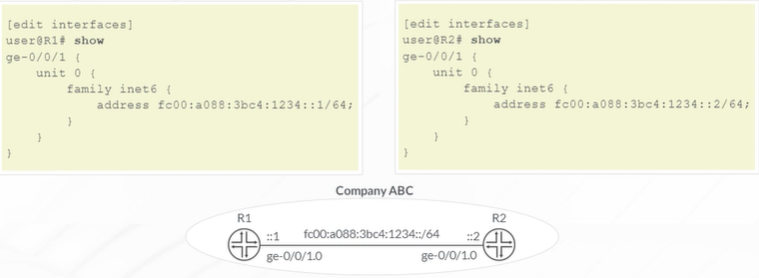 [edit interfaces]
user@R1# show
ge-0/0/1 {
    unit 0 {
        family inet6 {
            address fc00:a088:3bc4:1234::1/64;
        }
    }
}
[edit interfaces]
user@R2# show
ge-0/0/1 {
    unit 0 {
        family inet6 {
            address fc00:a088:3bc4:1234::2/64;
        }
    }
}
Company ABC
R1 R2
::1 fc00:a088:3bc4:1234::/64 ::2
ge-0/0/1.0 ge-0/0/1.0